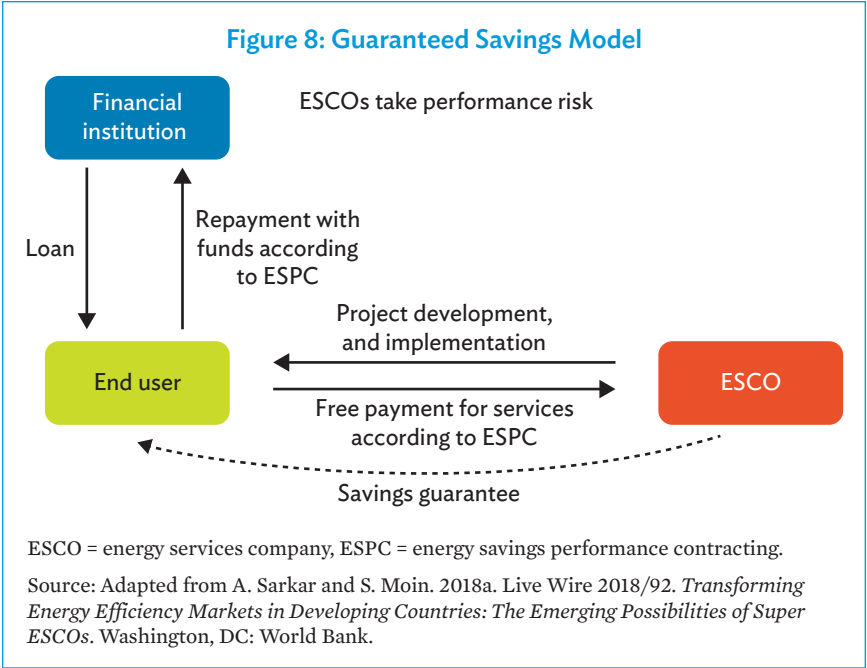 Figure 8: Guaranteed Savings Model
Financial
institution
ESCOs take performance risk
Loan
Repayment with
funds according
to ESPC
Project development,
and implementation
End user
ESCO
Free payment for services
according to ESPC
Savings guarantee
ESCO = energy services company, ESPC = energy savings performance contracting.
Source: Adapted from A. Sarkar and S. Moin. 2018a. Live Wire 2018/92. Transforming
Energy Efficiency Markets in Developing Countries: The Emerging Possibilities of Super
ESCOs. Washington, DC: World Bank.